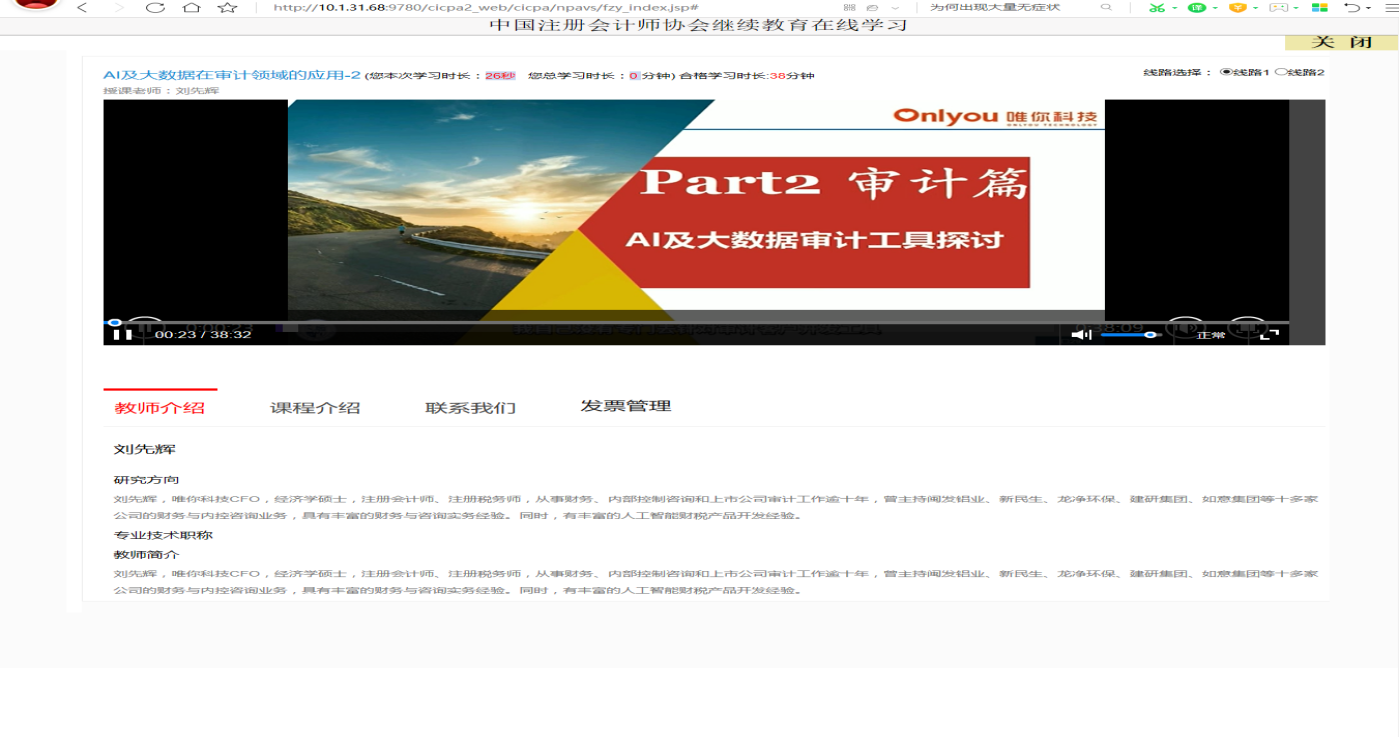 http://10.1.31.68:9780/cicpa2_web/cicpa/npavs/fzy_index.jsp#
为何出现大量无症状
中国注册会计师协会继续教育在线学习
关 闭
AI及大数据在审计领域的应用-2 (您本次学习时长：26秒 您总学习时长：0 分钟) 合格学习时长:38分钟
线路选择： 线路1 线路2
授课老师：刘先辉
Onlyou 唯你科技
ONLYOU TECHNOLOGY
Part2 审计篇
AI及大数据审计工具探讨
0:00:23
0:38:09
00:23 / 38:32
正常
教师介绍
课程介绍
联系我们
发票管理
刘先辉
研究方向
刘先辉，唯你科技CFO，经济学硕士，注册会计师、注册税务师，从事财务、内部控制咨询和上市公司审计工作逾十年，曾主持闽发铝业、新民生、龙净环保、建研集团、如意集团等十多家
公司的财务与内控咨询业务，具有丰富的财务与咨询实务经验。同时，有丰富的人工智能财税产品开发经验。
专业技术职称
教师简介
刘先辉，唯你科技CFO，经济学硕士，注册会计师、注册税务师，从事财务、内部控制咨询和上市公司审计工作逾十年，曾主持闽发铝业、新民生、龙净环保、建研集团、如意集团等十多家
公司的财务与内控咨询业务，具有丰富的财务与咨询实务经验。同时，有丰富的人工智能财税产品开发经验。